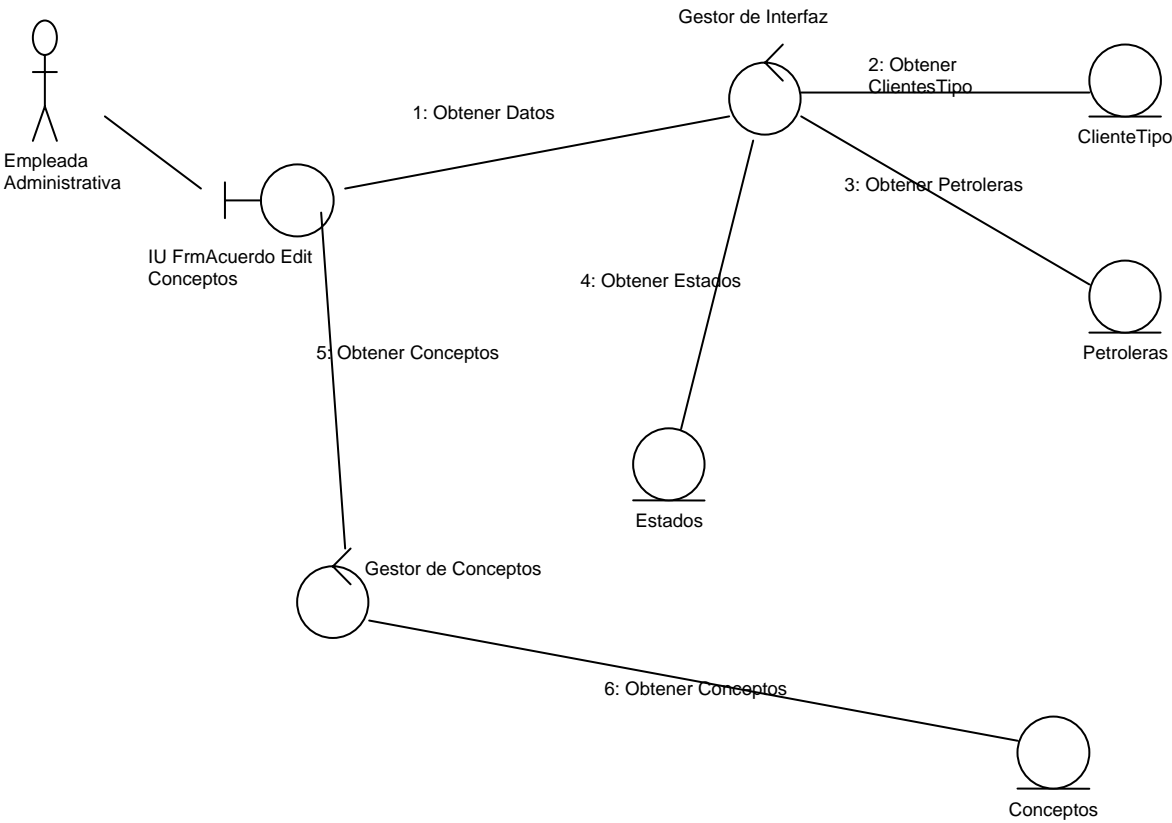 Gestor de Interfaz
2: Obtener
ClientesTipo
1: Obtener Datos
ClienteTipo
Empleada
Administrativa
3: Obtener Petroleras
IU FrmAcuerdo Edit
Conceptos
4: Obtener Estados
5: Obtener Conceptos
Petroleras
Estados
Gestor de Conceptos
6: Obtener Conceptos
Conceptos